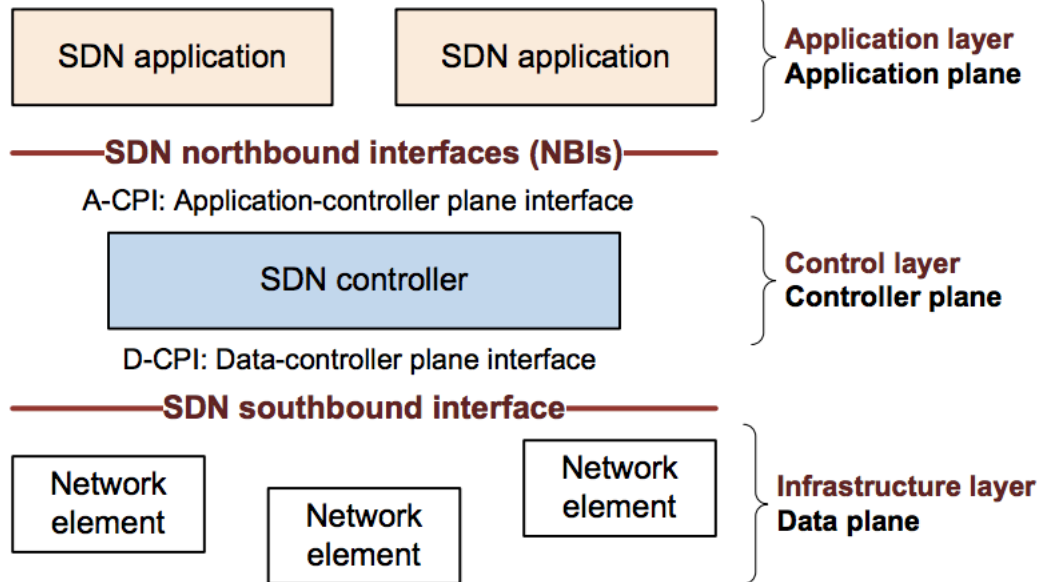 SDN application
SDN application
Application layer
Application plane
SDN northbound interfaces (NBIs)
A-CPI: Application-controller plane interface
SDN controller
Control layer
Controller plane
D-CPI: Data-controller plane interface
SDN southbound interface
Network
element
Network
element
Network
element
Infrastructure layer
Data plane